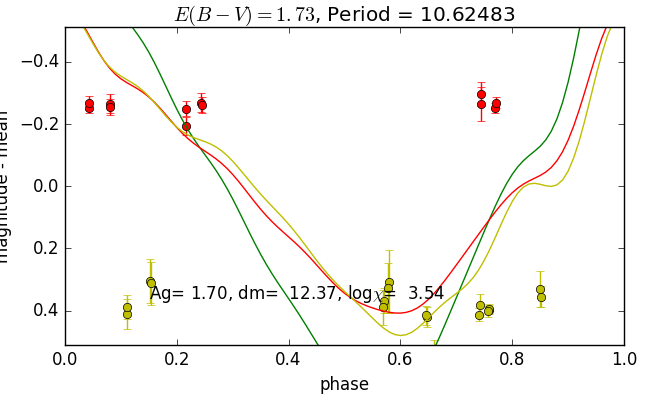 E(B − V) = 1.73, Period = 10.62483
magnitude - mean
−0.4
−0.2
0.0
0.2
0.4
Ag= 1.70, dm= 12.37, logχ= 3.54
0.0 0.2 0.4 0.6 0.8 1.0
phase